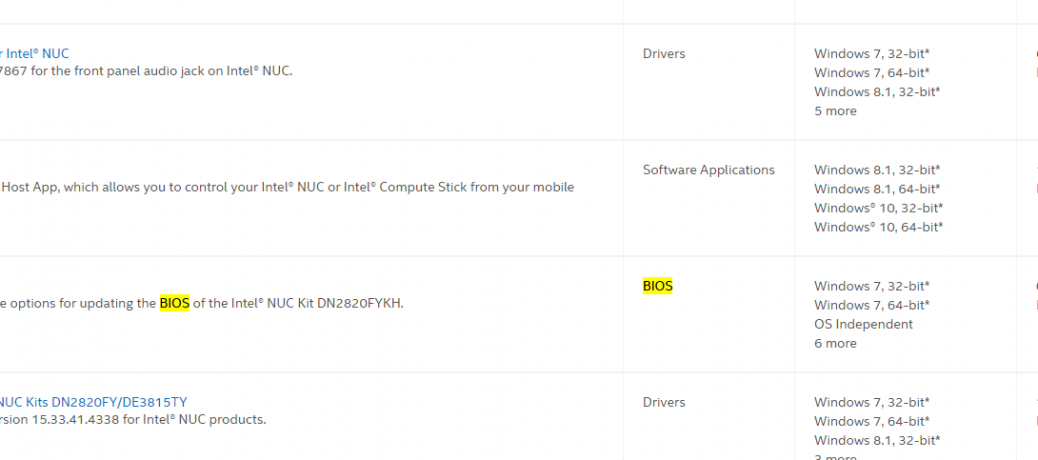 r Intel® NUC
7867 for the front panel audio jack on Intel® NUC.
Drivers
Windows 7, 32-bit*
Windows 7, 64-bit*
Windows 8.1, 32-bit*
5 more
Host App, which allows you to control your Intel® NUC or Intel® Compute Stick from your mobile
Software Applications
Windows 8.1, 32-bit*
Windows 8.1, 64-bit*
Windows® 10, 32-bit*
Windows® 10, 64-bit*
e options for updating the BIOS of the Intel® NUC Kit DN2820FYKH.
BIOS
Windows 7, 32-bit*
Windows 7, 64-bit*
OS Independent
6 more
NUC Kits DN2820FY/DE3815TY
rsion 15.33.41.4338 for Intel® NUC products.
Drivers
Windows 7, 32-bit*
Windows 7, 64-bit*
Windows 8.1, 32-bit*
3 more